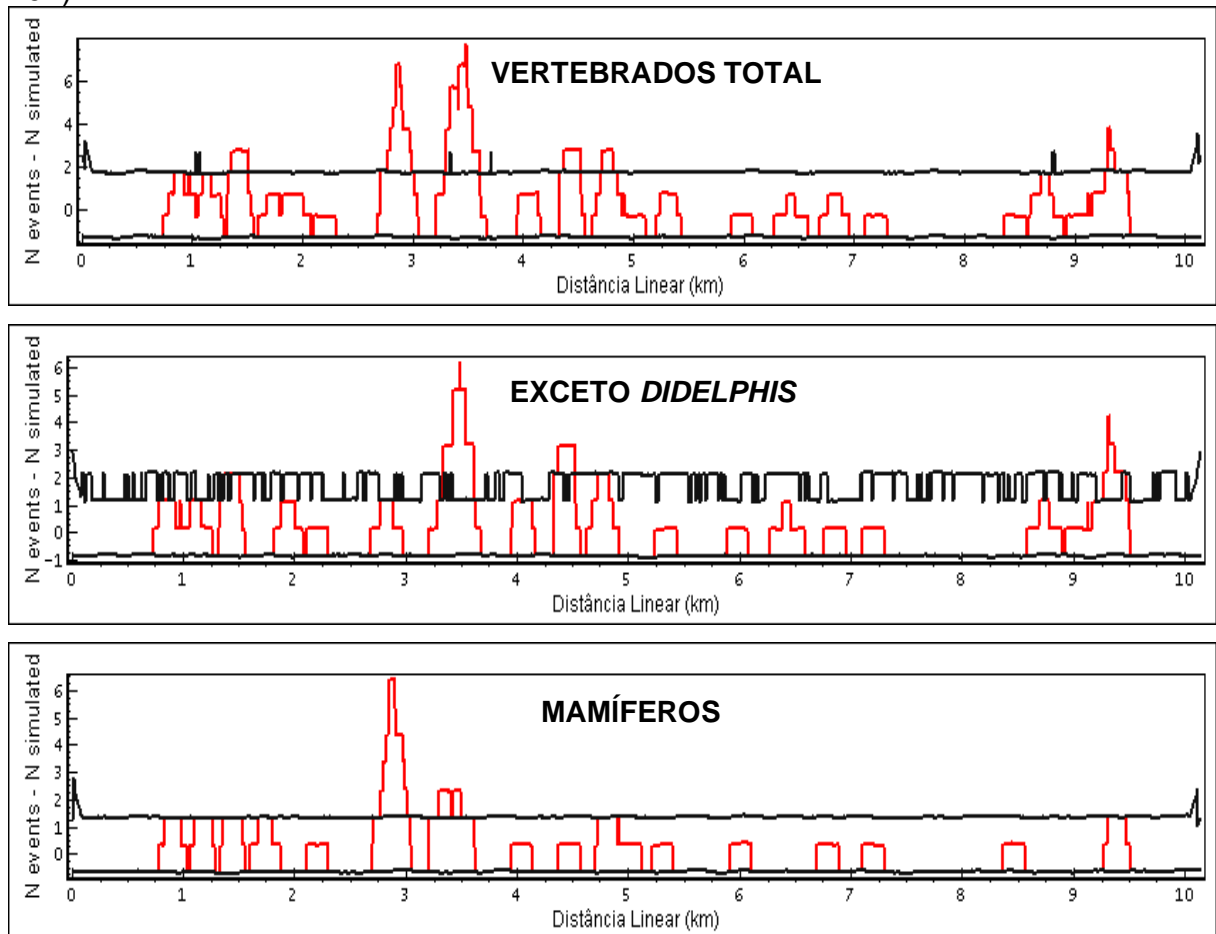 VERTEBRADOS TOTAL
N events - N simulated
6
4
2
0
0 1 2 3 4 5 6 7 8 9 10
Distância Linear (km)
EXCETO DIDELPHIS
N events - N simulated
6
5
4
3
2
1
0
-1
0 1 2 3 4 5 6 7 8 9 10
Distância Linear (km)
MAMÍFEROS
N events - N simulated
6
5
4
3
2
1
0
0 1 2 3 4 5 6 7 8 9 10
Distância Linear (km)